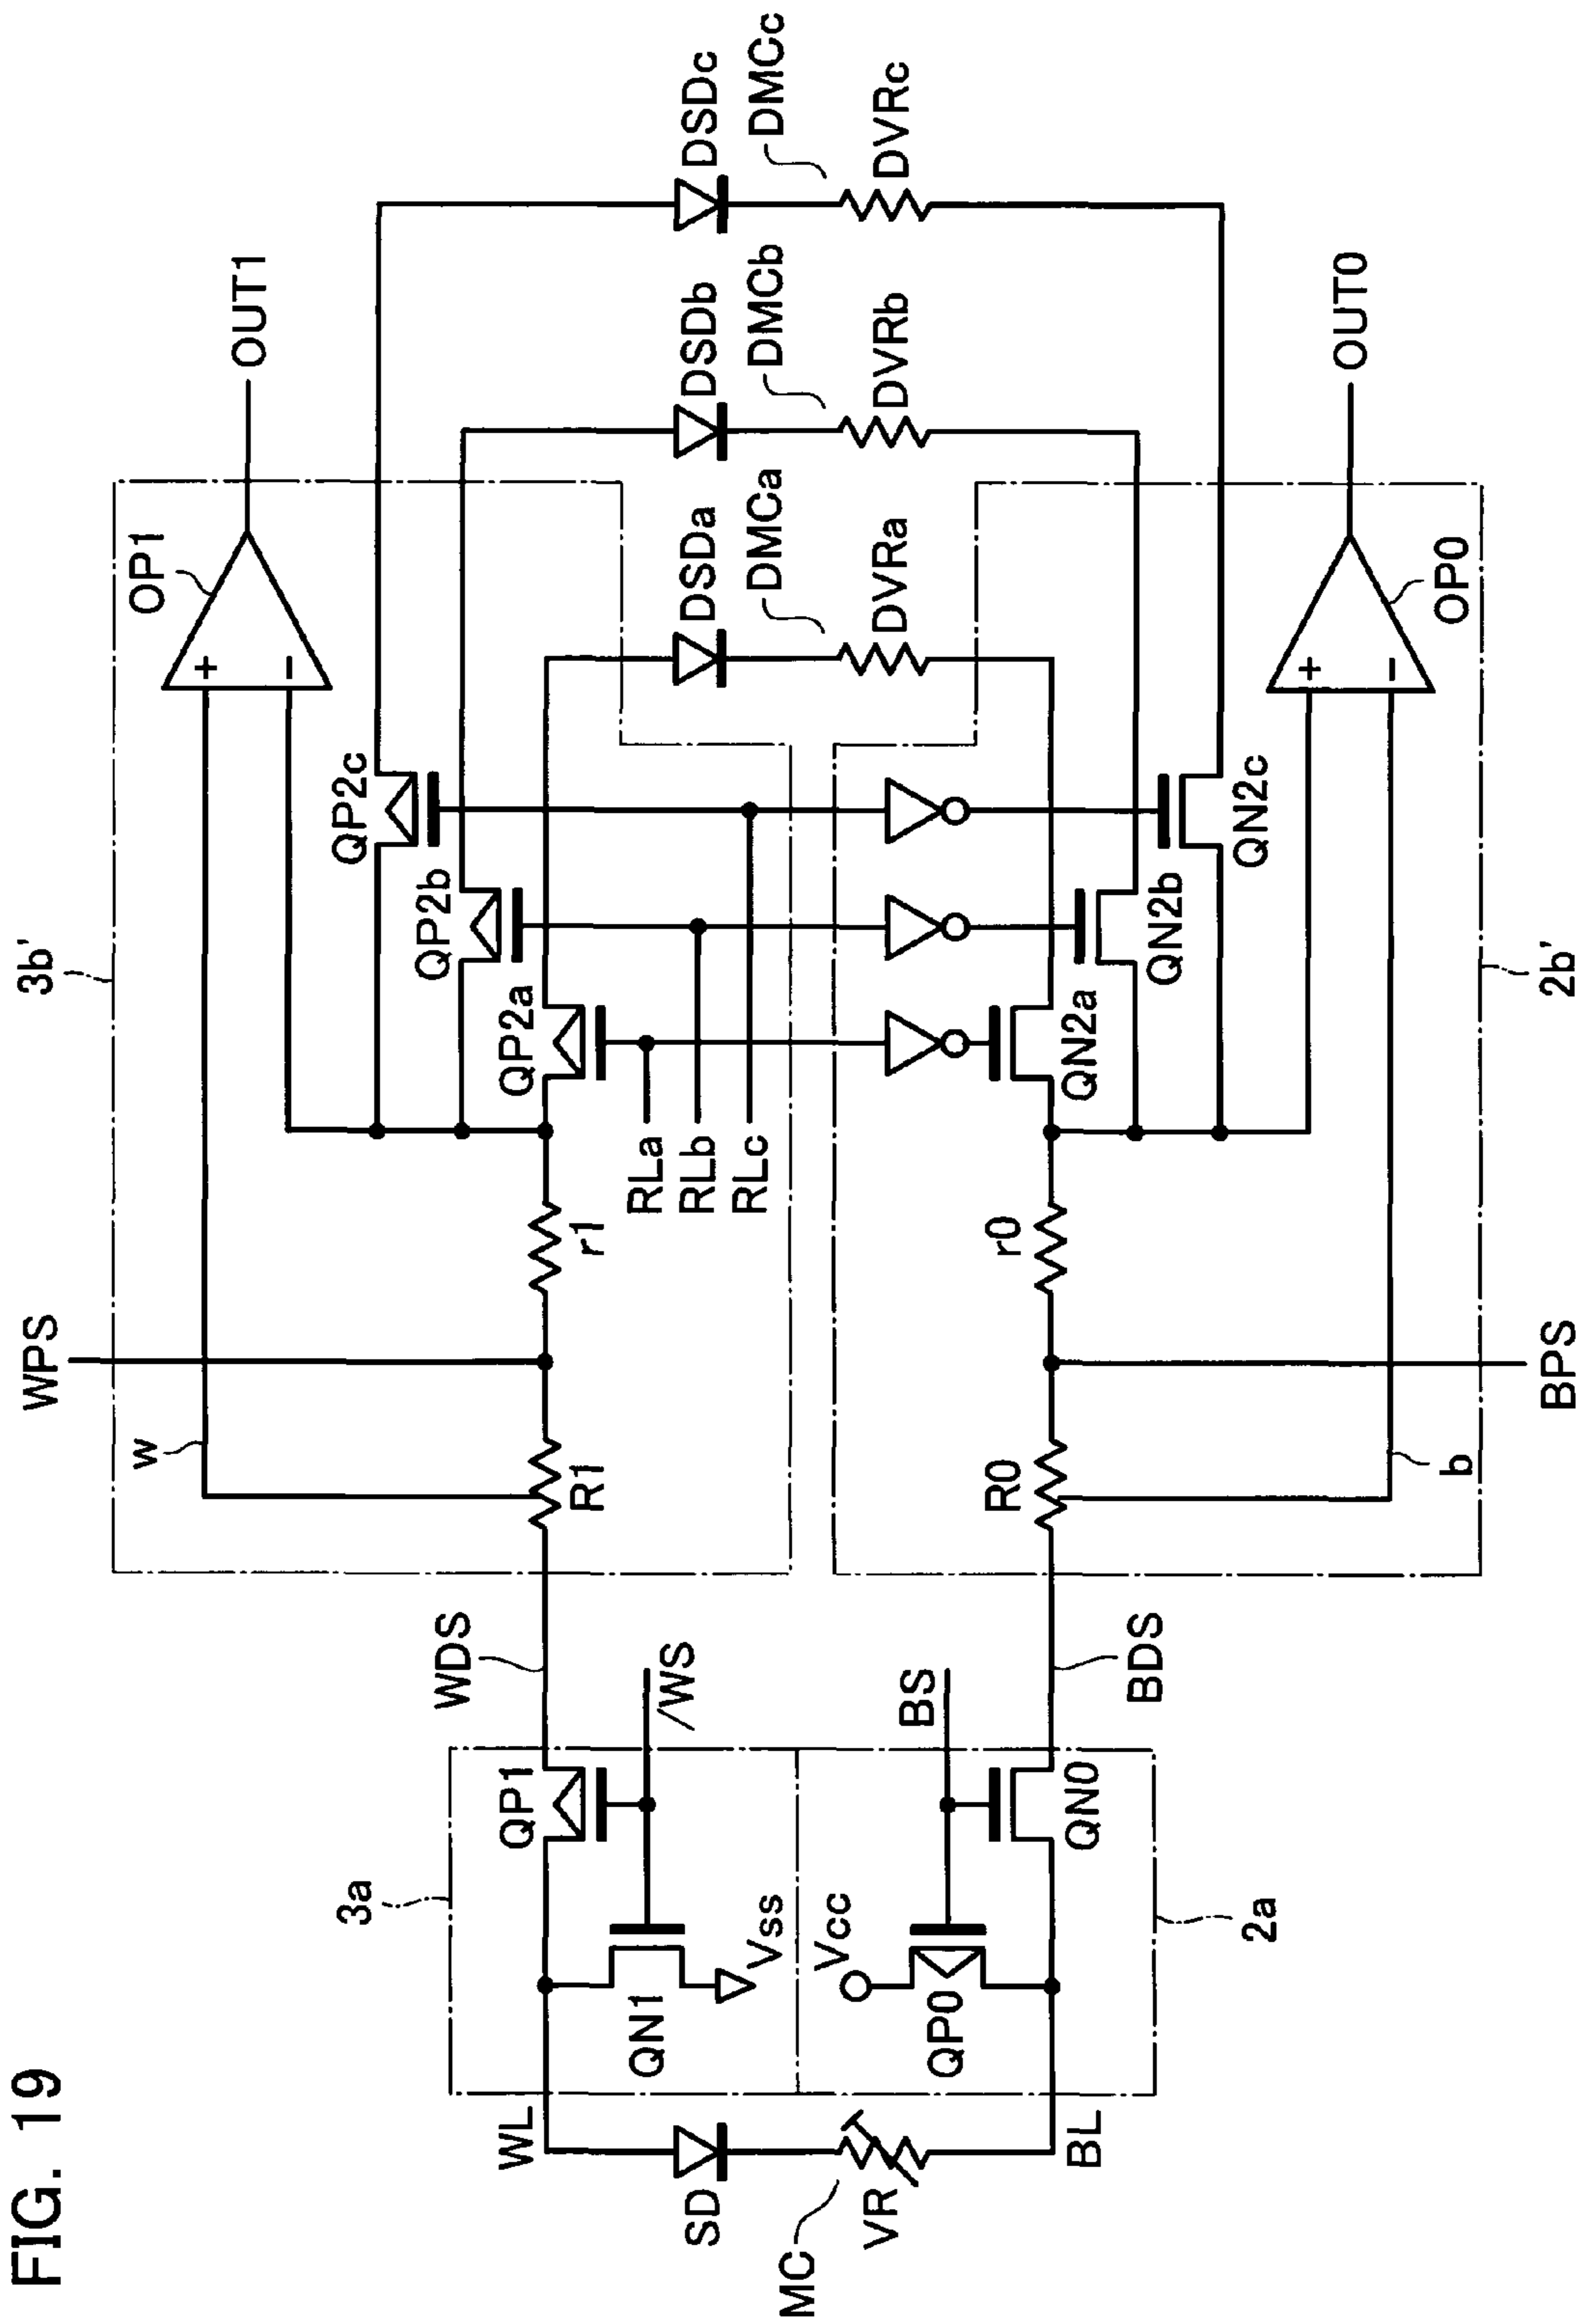 FIG. 19
WPS
3b'
OP1
OUT1
w
R1
r1
QP2a
QP2b
QP2c
+
-
WDS
3a
QP1
/WS
QN1
Vss
WL
SD
MC
VR
BL
Vcc
QP0
BS
QN0
2a
BDS
RLa
RLb
RLc
DSDa
DMCa
DVRa
DSDb
DMCb
DVRb
DSDc
DMCc
DVRc
R0
r0
QN2a
QN2b
QN2c
+
-
b
OP0
OUT0
BPS
2b'